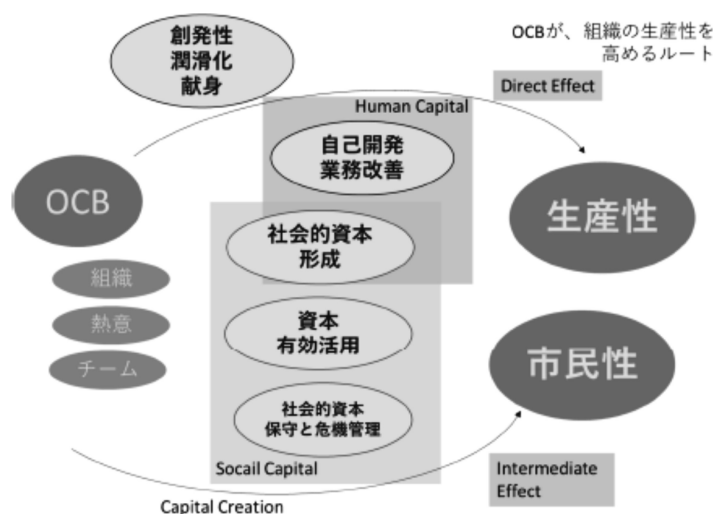 OCBが、組織の生産性を
高めるルート
創発性
潤滑化
献身
Direct Effect
Human Capital
自己開発
業務改善
OCB
生産性
社会的資本
形成
組織
熱意
チーム
資本
有効活用
市民性
社会的資本
保守と危機管理
Socail Capital
Intermediate
Effect
Capital Creation